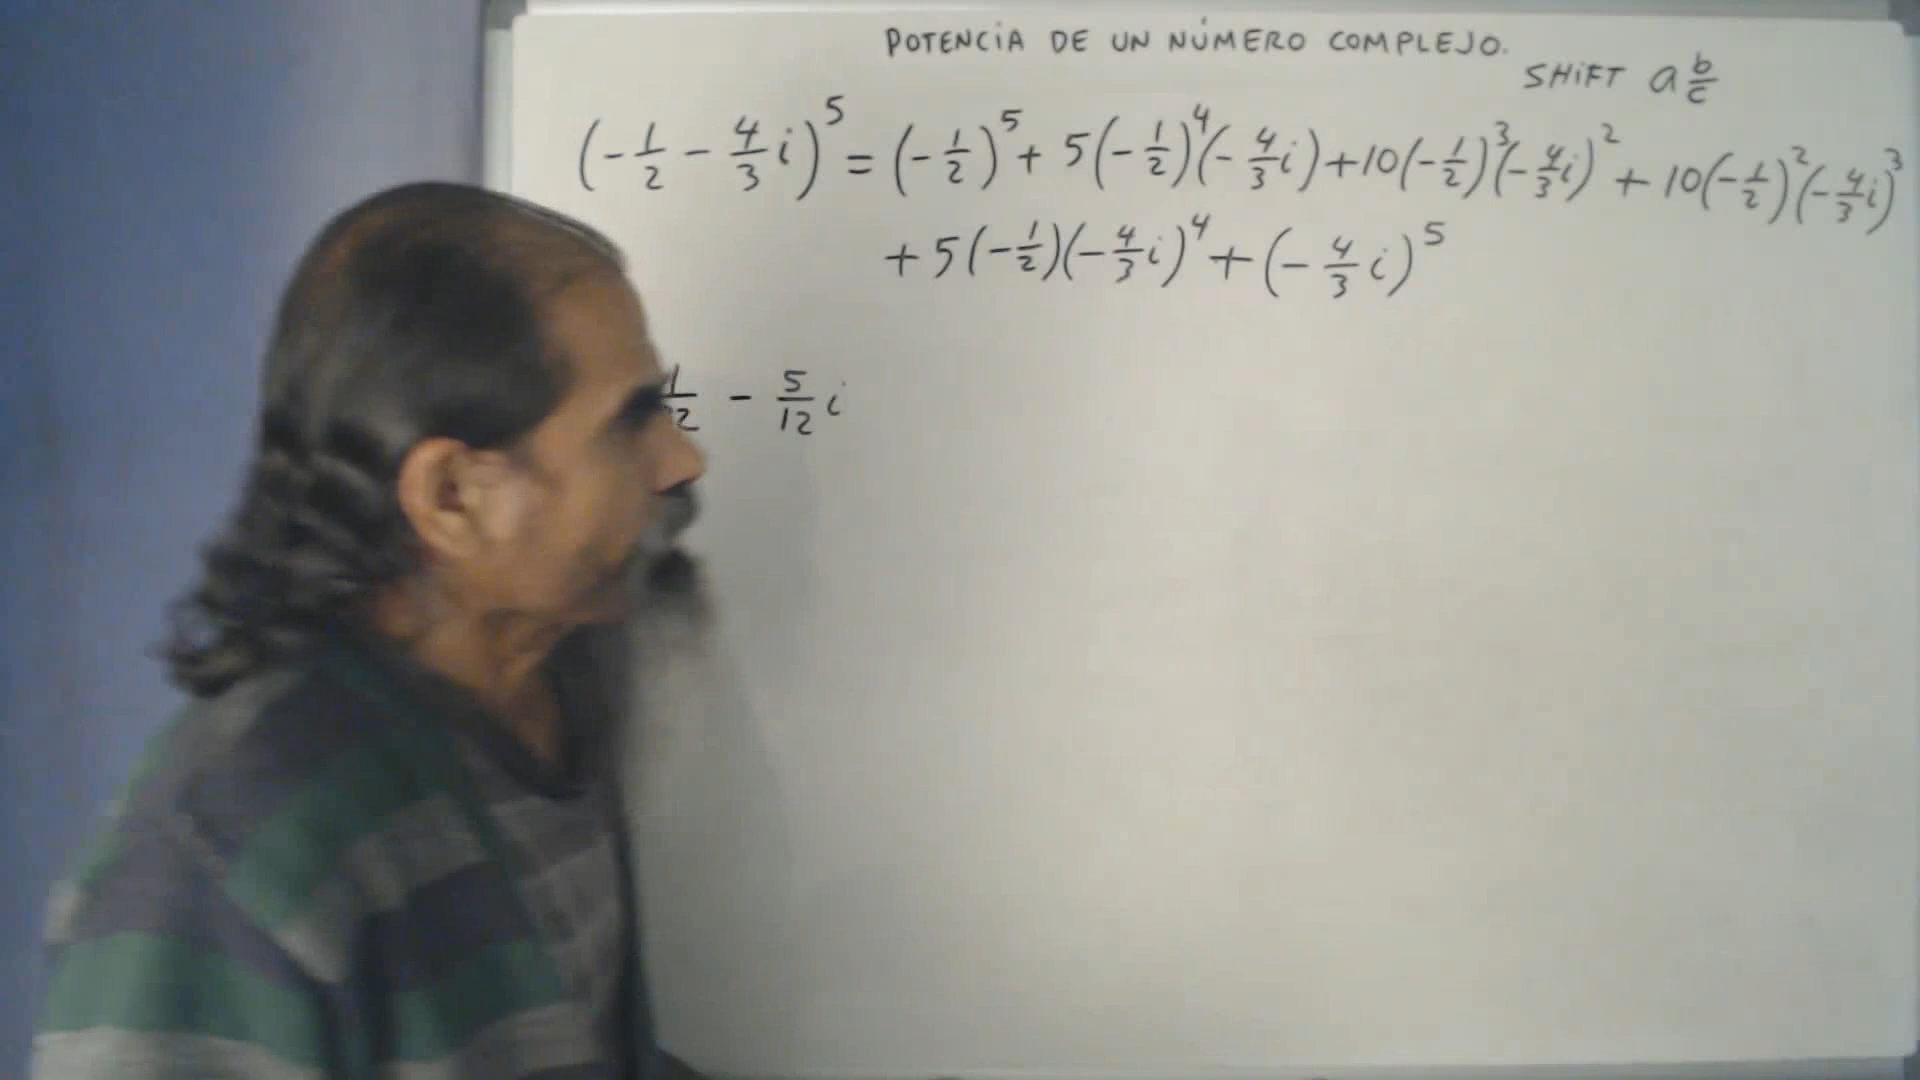 POTENCIA DE UN NÚMERO COMPLEJO.
SHIFT a b/c
(-1/2 - 4/3 i)^5 = (-1/2)^5 + 5(-1/2)^4(-4/3 i) + 10(-1/2)^3(-4/3 i)^2 + 10(-1/2)^2(-4/3 i)^3
+ 5(-1/2)(-4/3 i)^4 + (-4/3 i)^5
- 5/12 i